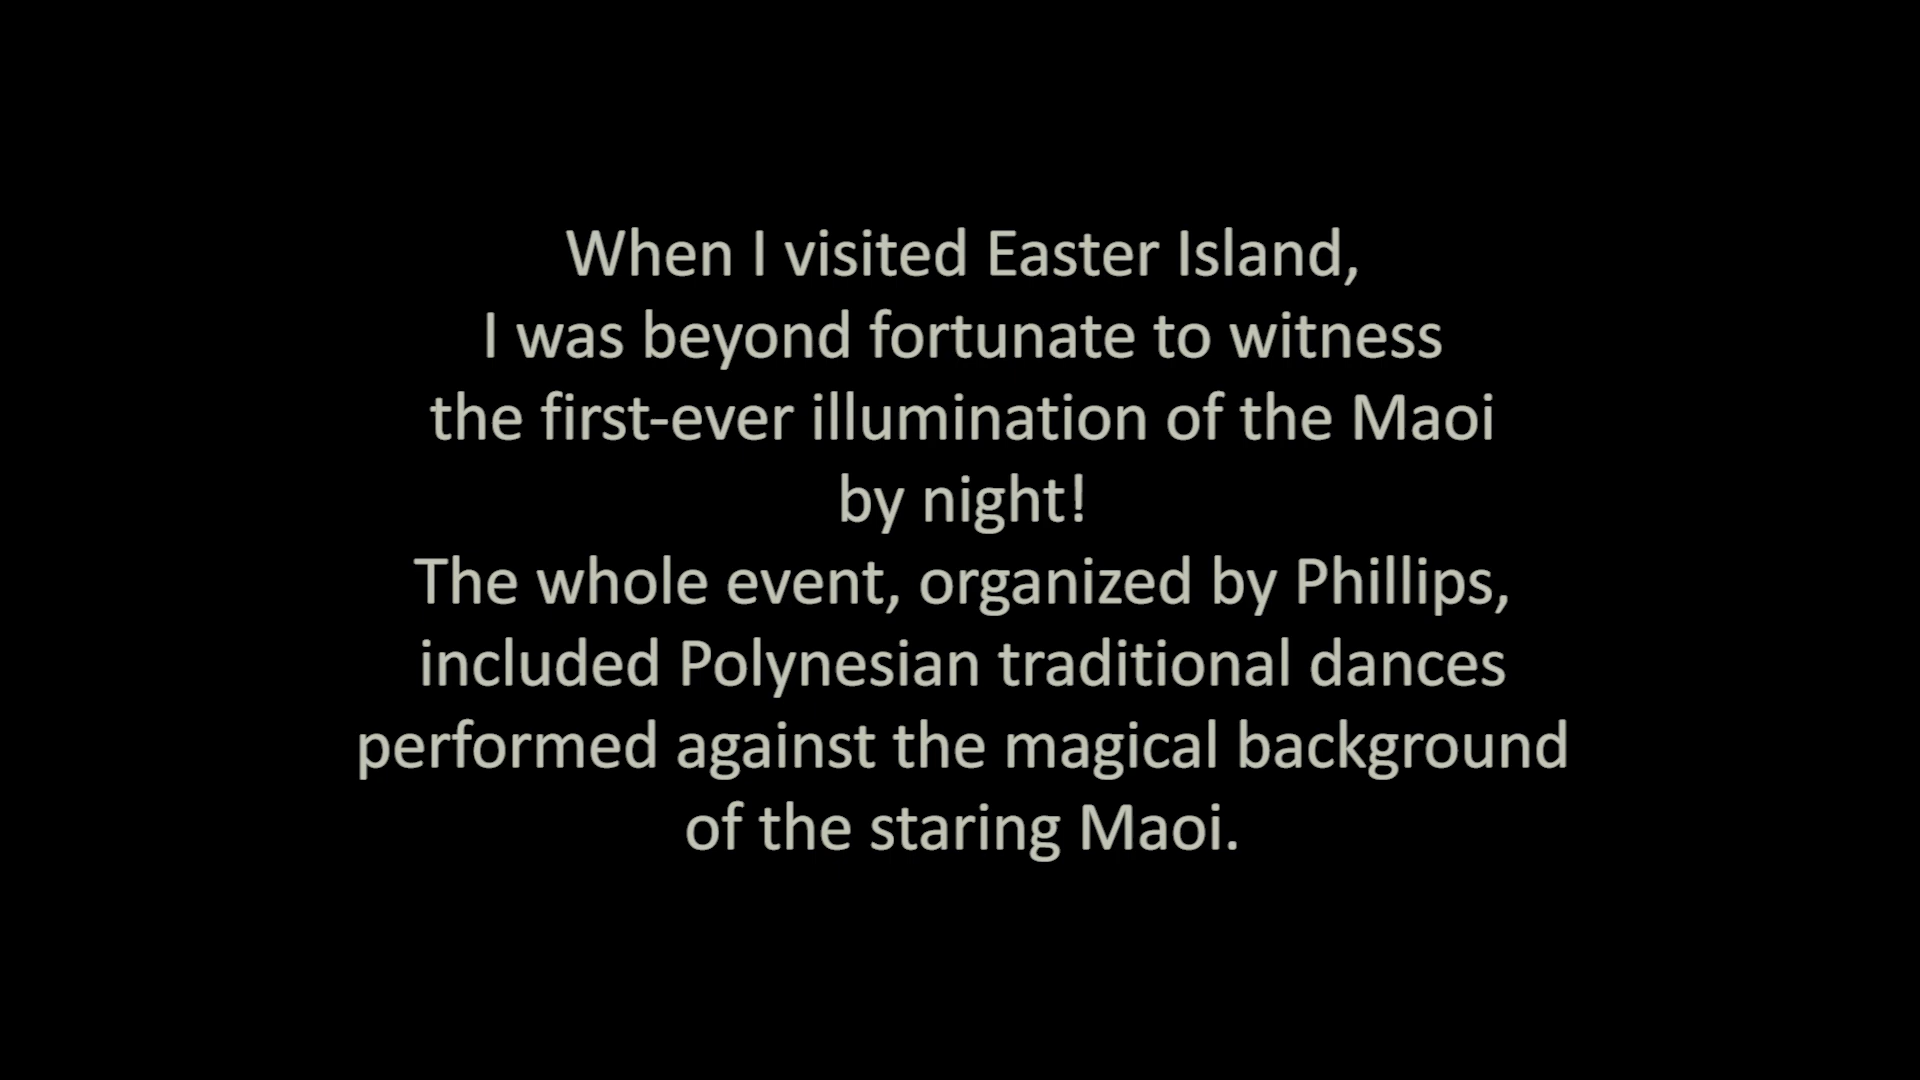 When I visited Easter Island,
I was beyond fortunate to witness
the first-ever illumination of the Maoi
by night!
The whole event, organized by Phillips,
included Polynesian traditional dances
performed against the magical background
of the staring Maoi.